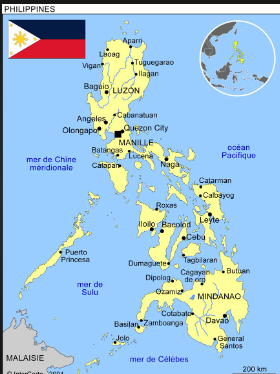 PHILIPPINES
Aparri
Laoag
Vigan
Tuguegarao
Ilagan
Baguio
LUZON
Cabanatuan
Angeles
Olongapo
Quezon City
MANILLE
Batangas
Lucena
Calapan
Naga
océan
Pacifique
mer de Chine
méridionale
Catarman
Calbayog
Roxas
Leyte
Iloilo
Bacolod
Cebu
Puerto
Princesa
Tagbilaran
Dumaguete
Cagayan
de oro
Butuan
Dipolog
Ozamiz
MINDANAO
mer de
Sulu
Cotabato
Davao
Zamboanga
Basilan
General
Santos
Jolo
MALAISIE
mer de Célèbes
200 km